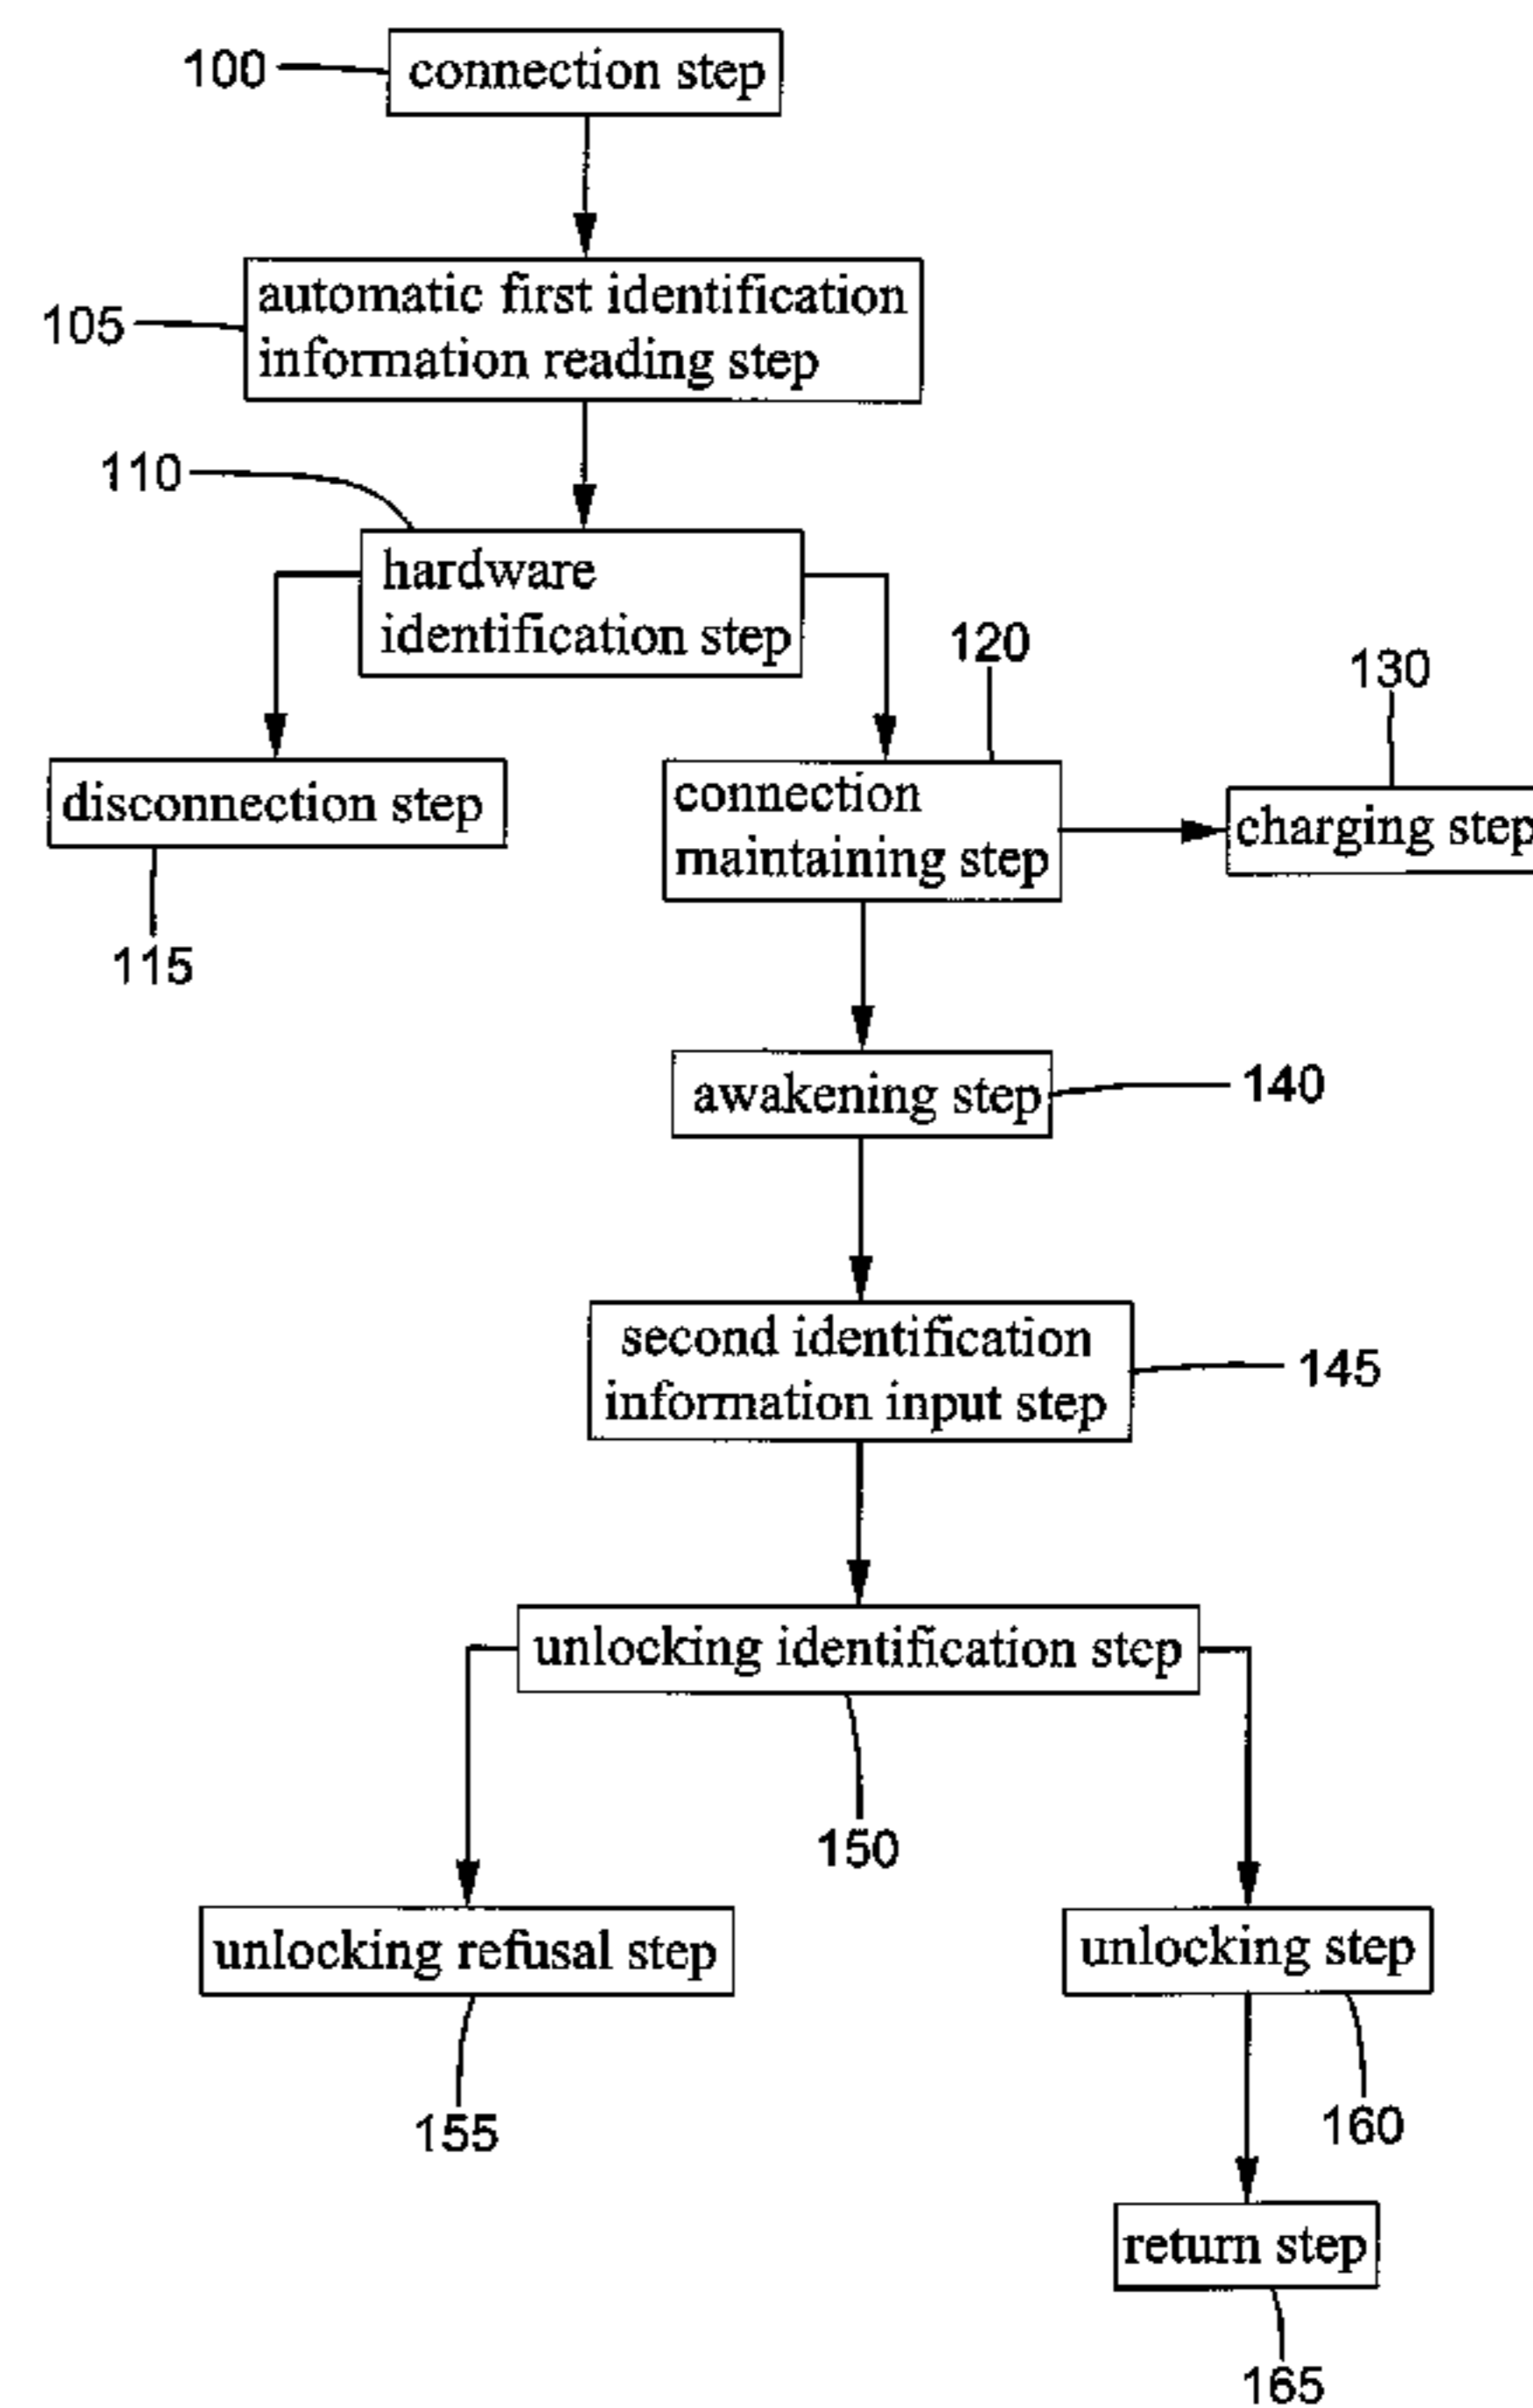 100
connection step
105
automatic first identification
information reading step
110
hardware
identification step
120
130
disconnection step
connection
maintaining step
charging step
115
awakening step
140
second identification
information input step
145
unlocking identification step
150
unlocking refusal step
unlocking step
155
160
return step
165